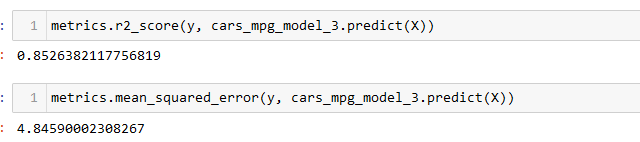 : 1 metrics.r2_score(y, cars_mpg_model_3.predict(X))
: 0.8526382117756819
: 1 metrics.mean_squared_error(y, cars_mpg_model_3.predict(X))
: 4.84590002308267